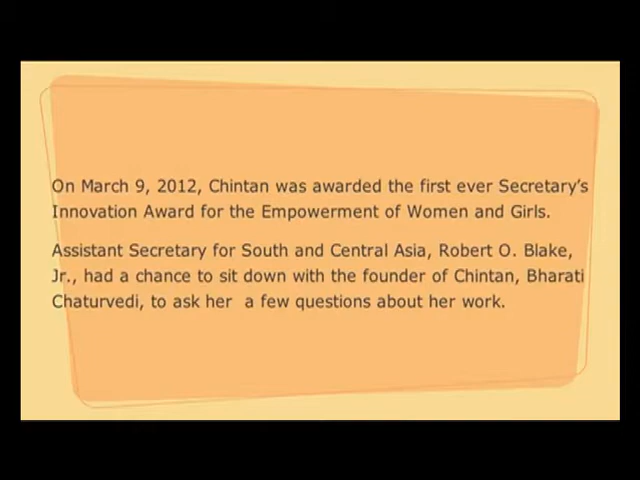 On March 9, 2012, Chintan was awarded the first ever Secretary's
Innovation Award for the Empowerment of Women and Girls.
Assistant Secretary for South and Central Asia, Robert O. Blake,
Jr., had a chance to sit down with the founder of Chintan, Bharati
Chaturvedi, to ask her  a few questions about her work.